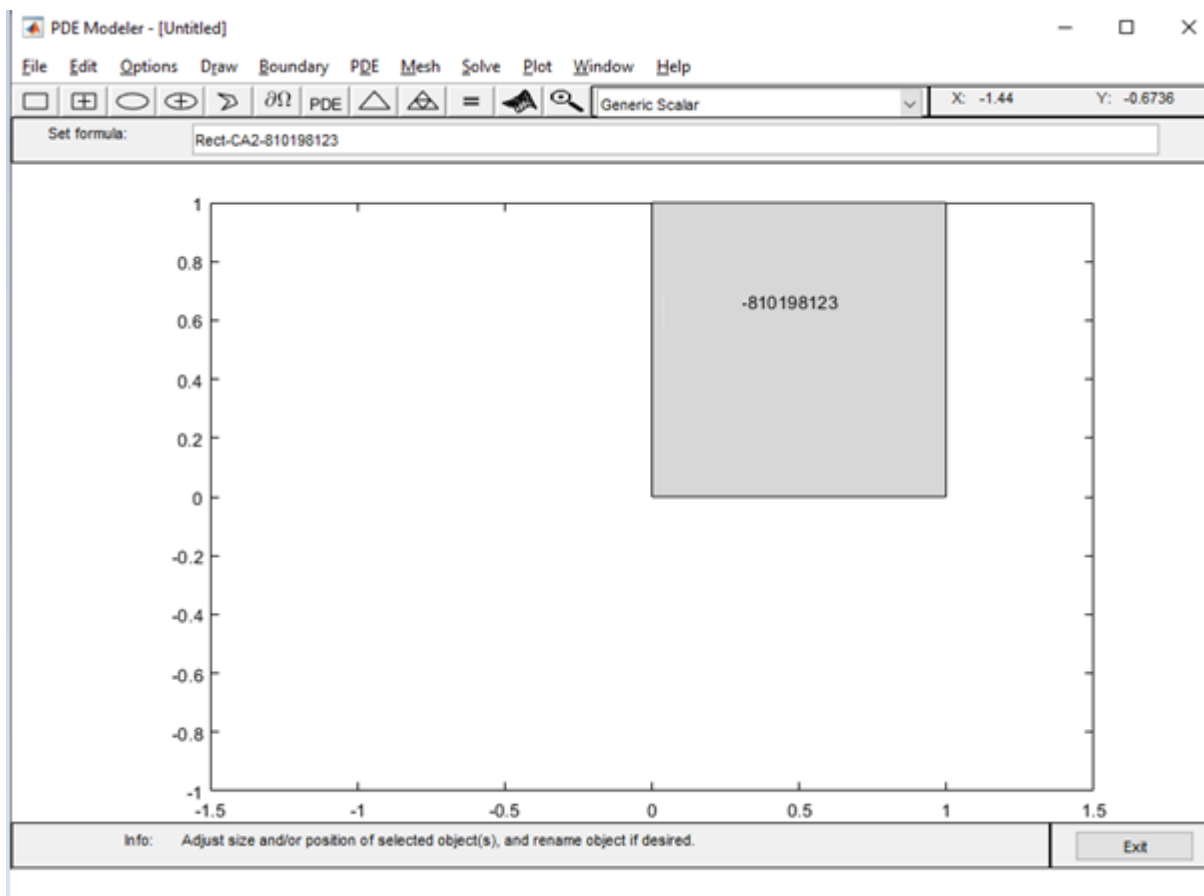 PDE Modeler - [Untitled]
File Edit Options Draw Boundary PDE Mesh Solve Plot Window Help
∂Ω PDE = Generic Scalar X: -1.44 Y: -0.6736
Set formula: Rect-CA2-810198123
1
0.8
-810198123
0.6
0.4
0.2
0
-0.2
-0.4
-0.6
-0.8
-1
-1.5 -1 -0.5 0 0.5 1 1.5
Info: Adjust size and/or position of selected object(s), and rename object if desired. Exit